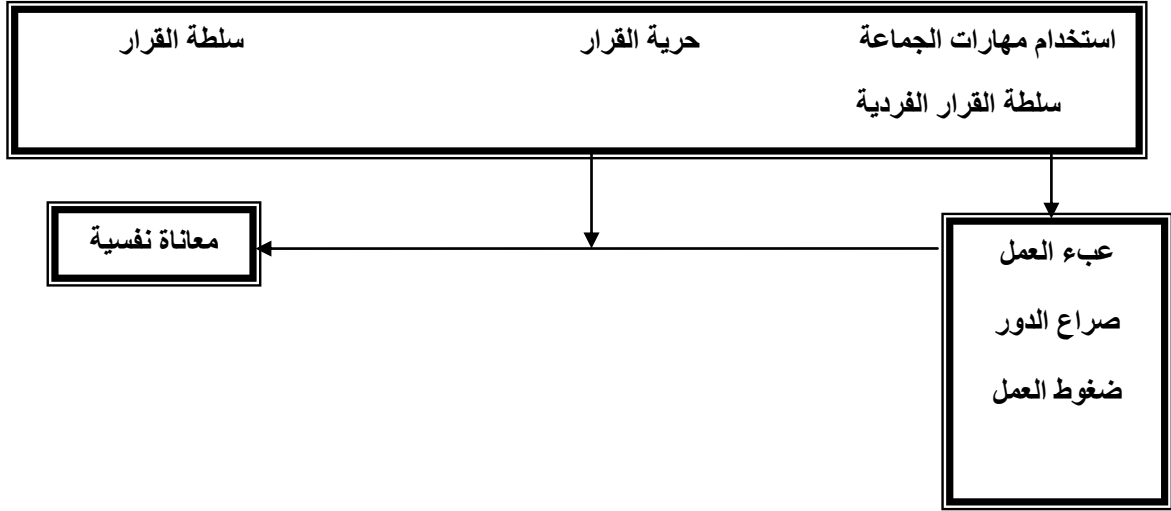 استخدام مهارات الجماعة حرية القرار سلطة القرار
سلطة القرار الفردية
معاناة نفسية
عبء العمل
صراع الدور
ضغوط العمل